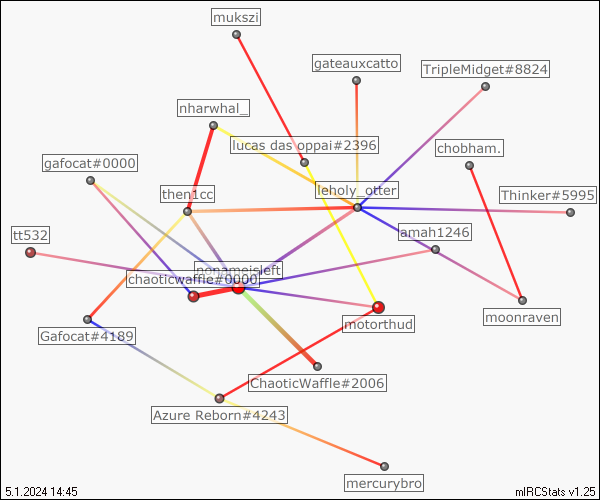 mukszi
gateauxcatto
TripleMidget#8824
nharwhal_
lucas das oppai#2396
chobham.
gafocat#0000
then1cc
leholy_otter
Thinker#5995
tt532
amah1246
nonameisleft
chaoticwaffle#0000
moonraven
motorthud
Gafocat#4189
ChaoticWaffle#2006
Azure Reborn#4243
mercurybro
5.1.2024 14:45
mIRCStats v1.25